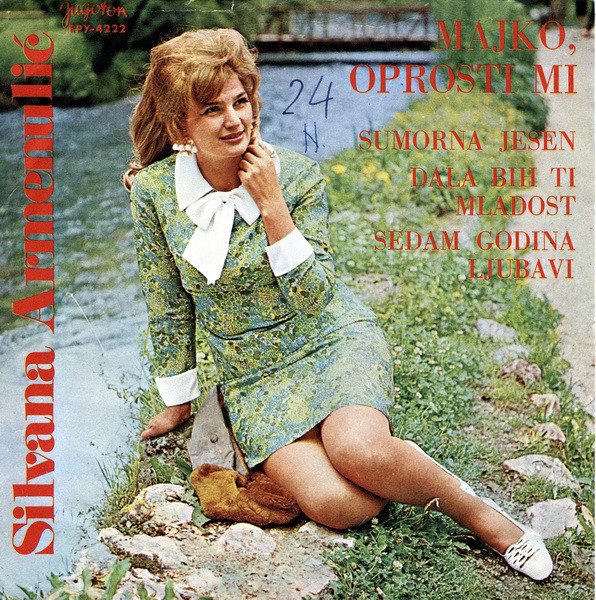 Jugoton
EPY-4222
Silvana Armenulić
MAJKO,
OPROSTI MI
SUMORNA JESEN
DALA BIH TI
MLADOST
SEDAM GODINA
LJUBAVI
24
N.